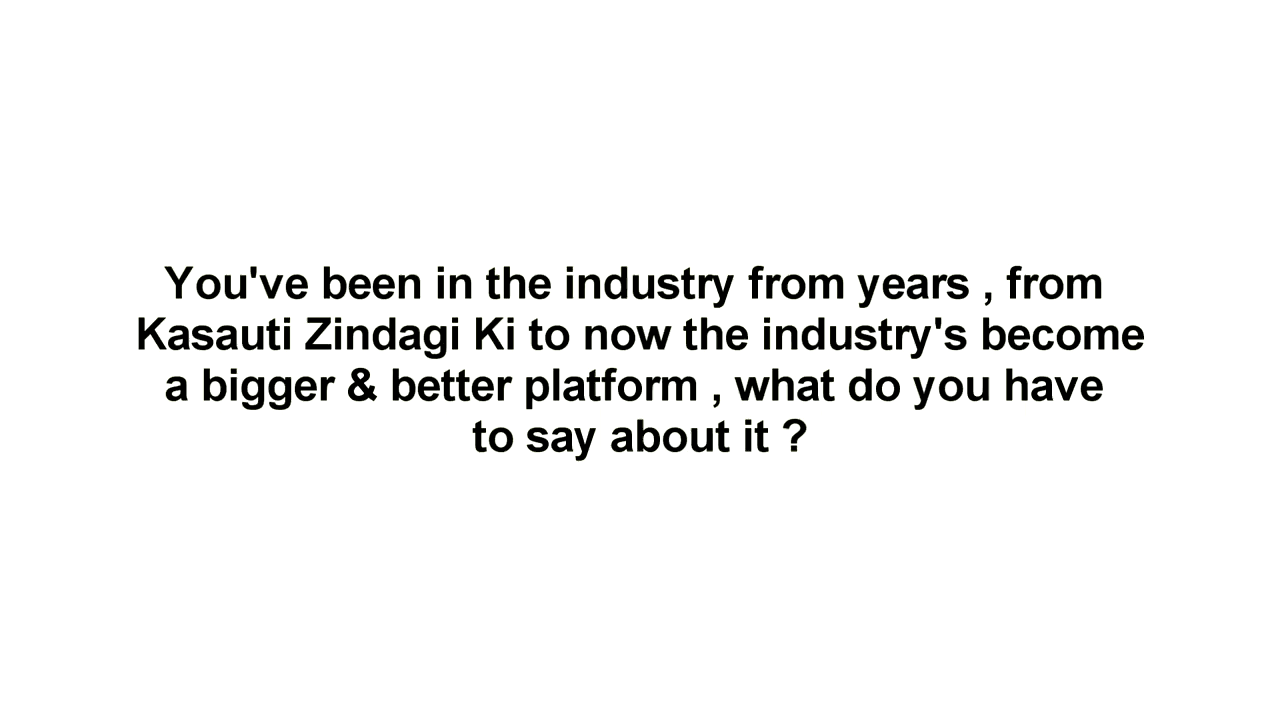 You've been in the industry from years , from
Kasauti Zindagi Ki to now the industry's become
a bigger & better platform , what do you have
to say about it ?